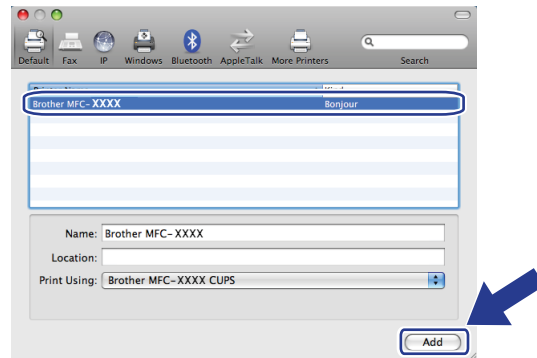 Default Fax IP Windows Bluetooth AppleTalk More Printers Search
Brother MFC-XXXX Bonjour
Name: Brother MFC-XXXX
Location:
Print Using: Brother MFC-XXXX CUPS
Add